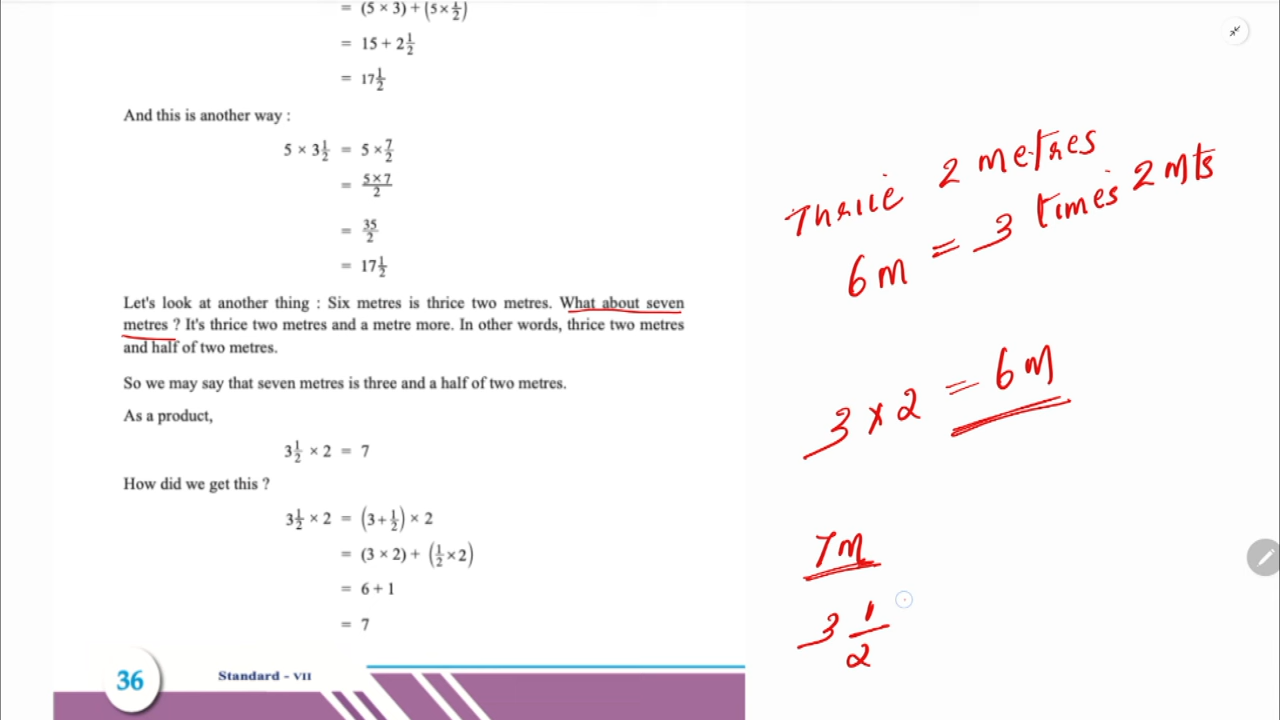 = (5 × 3) + (5 × 1/2)
= 15 + 2 1/2
= 17 1/2
And this is another way :
5 × 3 1/2 = 5 × 7/2
= 5 × 7/2
= 35/2
= 17 1/2
Let's look at another thing : Six metres is thrice two metres. What about seven
metres ? It's thrice two metres and a metre more. In other words, thrice two metres
and half of two metres.
So we may say that seven metres is three and a half of two metres.
As a product,
3 1/2 × 2 = 7
How did we get this ?
3 1/2 × 2 = (3 + 1/2) × 2
= (3 × 2) + (1/2 × 2)
= 6 + 1
= 7
36
Standard - VII
Thrice 2 metres
6m = 3 times 2 mts
3 × 2 = 6m
7m
3 1/2